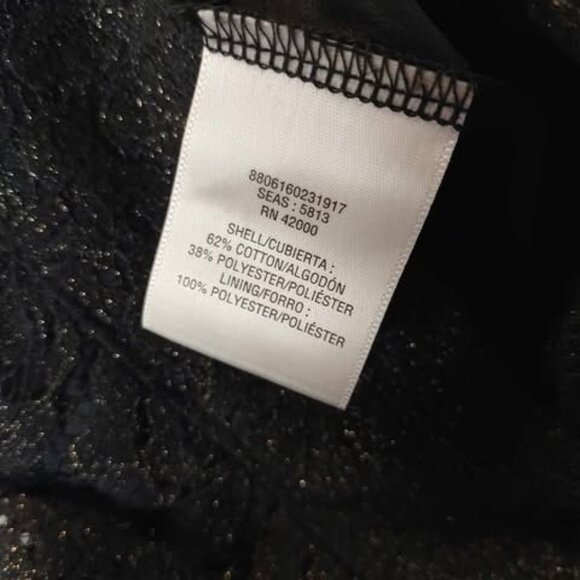 8806160231917
SEAS : 5813
RN 42000
SHELL/CUBIERTA :
62% COTTON/ALGODÓN
38% POLYESTER/POLIÉSTER
LINING/FORRO :
100% POLYESTER/POLIÉSTER